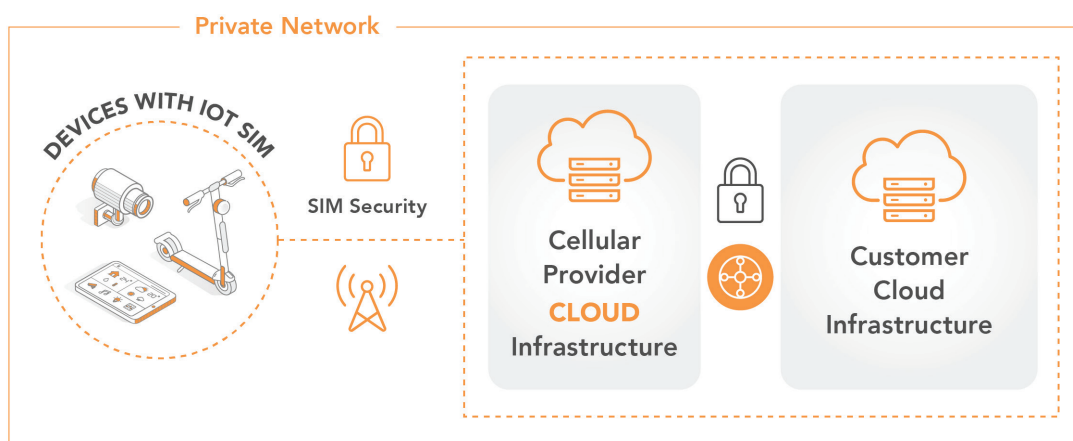 Private Network
DEVICES WITH IOT SIM
SIM Security
Cellular
Provider
CLOUD
Infrastructure
Customer
Cloud
Infrastructure